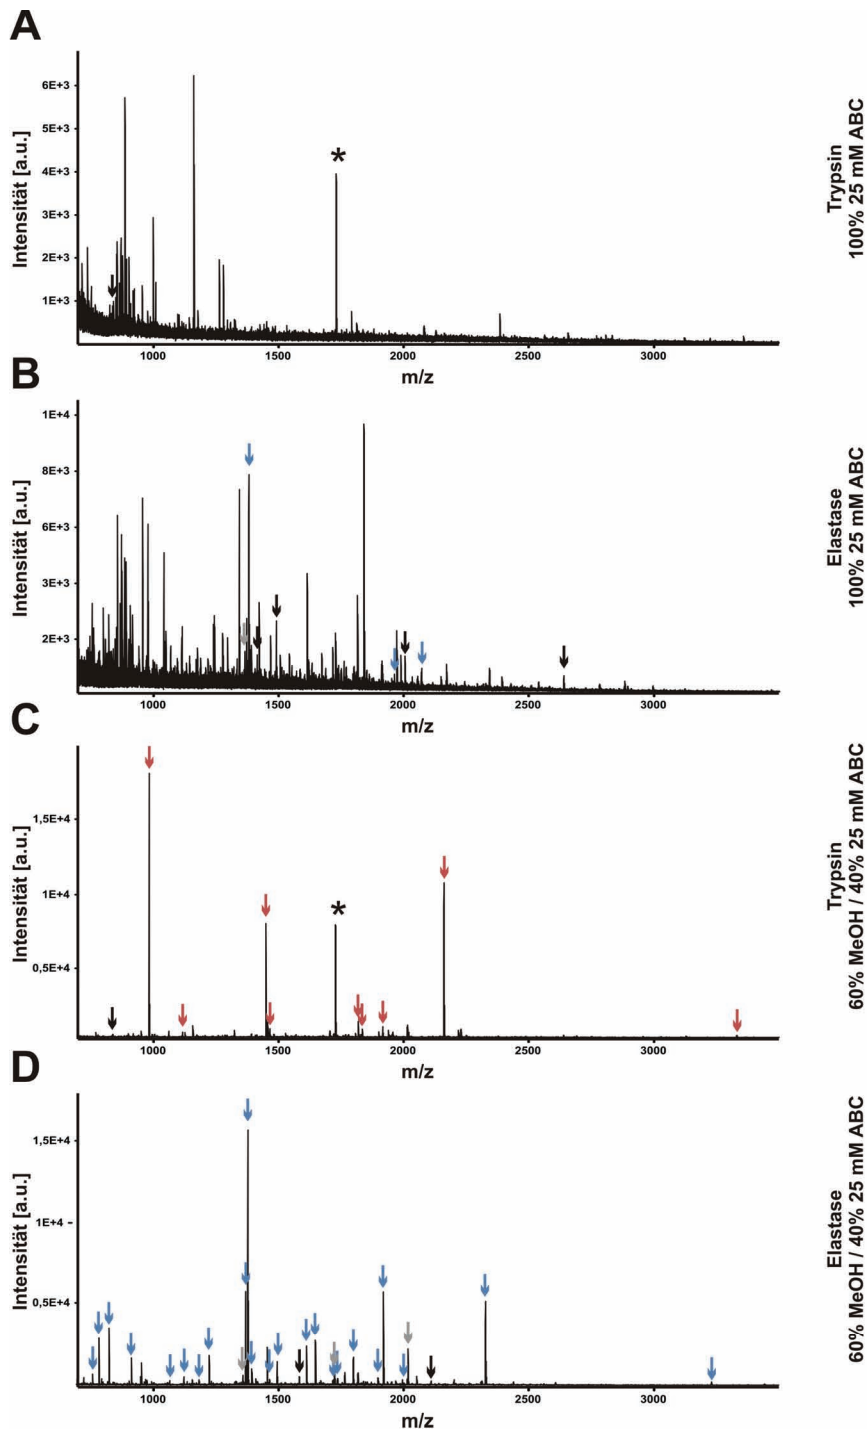 A
Intensität [a.u.]
6E+3
5E+3
4E+3
3E+3
2E+3
1E+3
*
1000 1500 2000 2500 3000
m/z
Trypsin
100% 25 mM ABC
B
Intensität [a.u.]
1E+4
8E+3
6E+3
3E+3
2E+3
1000 1500 2000 2500 3000
m/z
Elastase
100% 25 mM ABC
C
Intensität [a.u.]
1,5E+4
1E+4
0,5E+4
*
1000 1500 2000 2500 3000
m/z
Trypsin
60% MeOH / 40% 25 mM ABC
D
Intensität [a.u.]
1,5E+4
1E+4
0,5E+4
1000 1500 2000 2500 3000
m/z
Elastase
60% MeOH / 40% 25 mM ABC